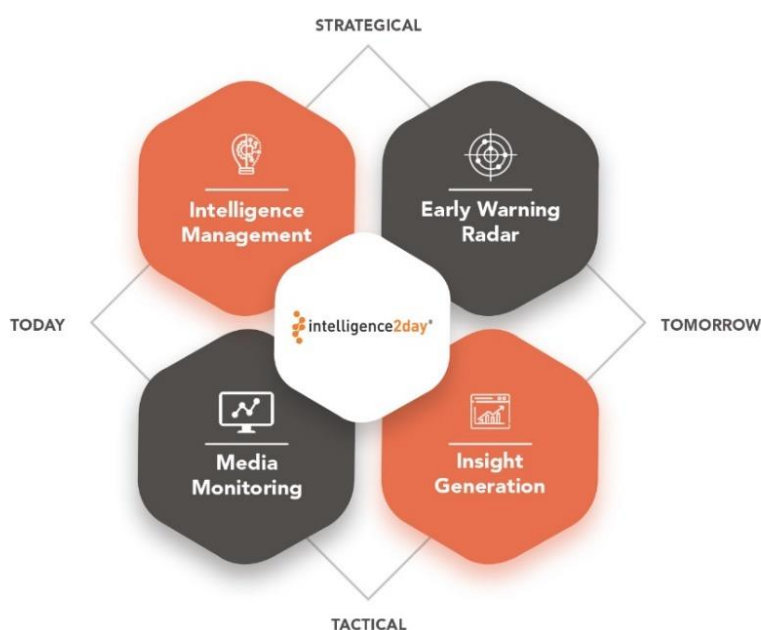 STRATEGICAL
Intelligence
Management
Early Warning
Radar
TODAY
intelligence2day®
TOMORROW
Media
Monitoring
Insight
Generation
TACTICAL